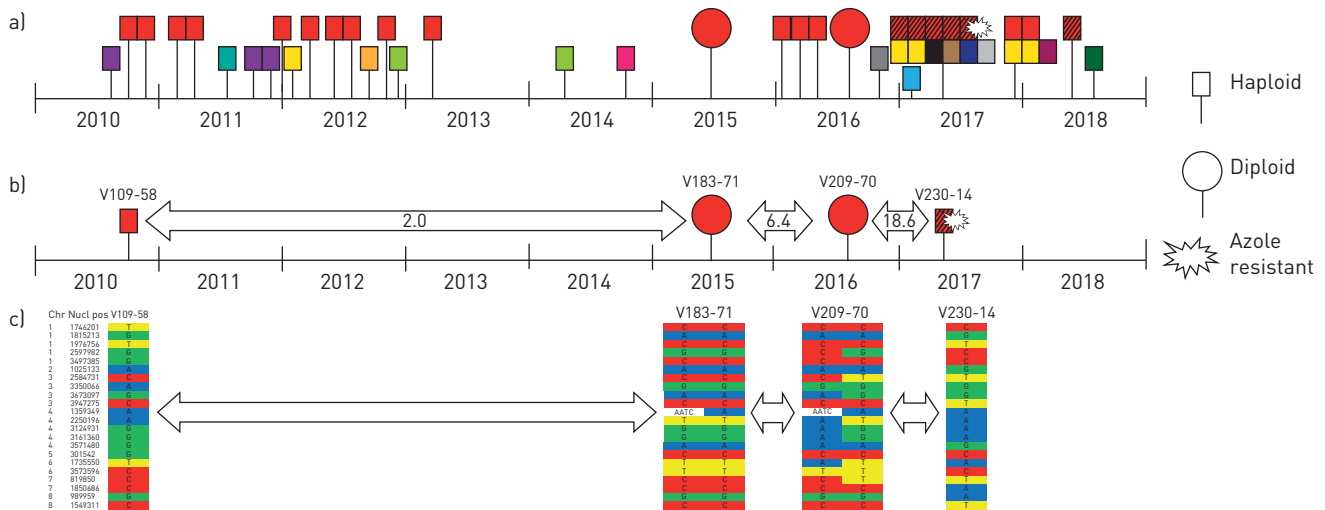 a)
2010 2011 2012 2013 2014 2015 2016 2017 2018
Haploid
Diploid
Azole
resistant
b)
V109-58 V183-71 V209-70 V230-14
2.0 6.4 18.6
2010 2011 2012 2013 2014 2015 2016 2017 2018
c)
Chr Nucl pos V109-58 V183-71 V209-70 V230-14
1 1746201 T C C C C C
1 1815213 G A A A A G
1 1976756 T C C C C T
1 2597982 G G G C G C
1 3497385 G C C C C C
2 1025133 A A A A A G
3 2584731 C C C C T T
3 3350066 A G G G G G
3 3673097 G A A A G G
3 3947275 C C C C C T
4 1359349 A AATC A AATC A A
4 2250196 A T T A T A
4 3124931 G G G A G A
4 3161360 G G G A G A
4 3571480 G A A A A G
5 301542 G C C C C C
6 1735550 T T T A T A
6 3573596 C T T T T C
7 819850 C C C C T T
7 1850686 C C C C C A
8 989959 G G G G G A
8 1549311 C C C C C T